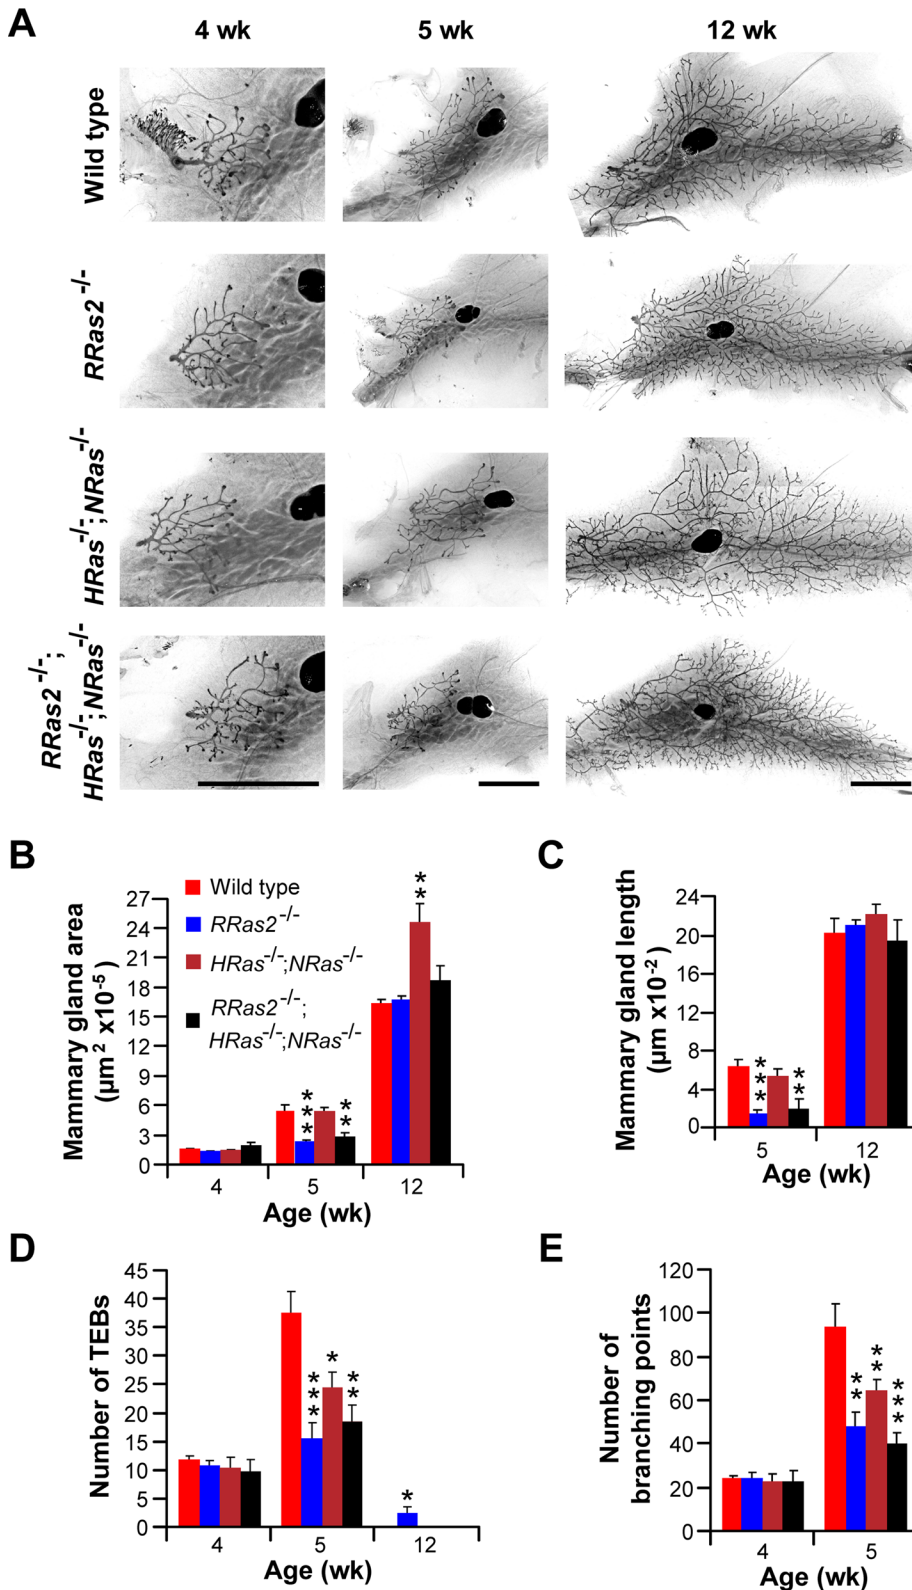 A
4 wk
5 wk
12 wk
Wild type
RRas2-/-
HRas-/-;NRas-/-
RRas2-/-;
HRas-/-;NRas-/-
B
Mammary gland area
(µm2 x10-5 )
27
24
21
18
15
12
9
6
3
0
Wild type
RRas2-/-
HRas-/-;NRas-/-
RRas2-/-;
HRas-/-;NRas-/-
***
**
**
4
5
12
Age (wk)
C
Mammary gland length
(µm x10-2 )
24
20
16
12
8
4
0
***
**
5
12
Age (wk)
D
Number of TEBs
45
40
35
30
25
20
15
10
5
0
***
*
**
*
4
5
12
Age (wk)
E
Number of
branching points
120
100
80
60
40
20
0
**
**
***
4
5
Age (wk)